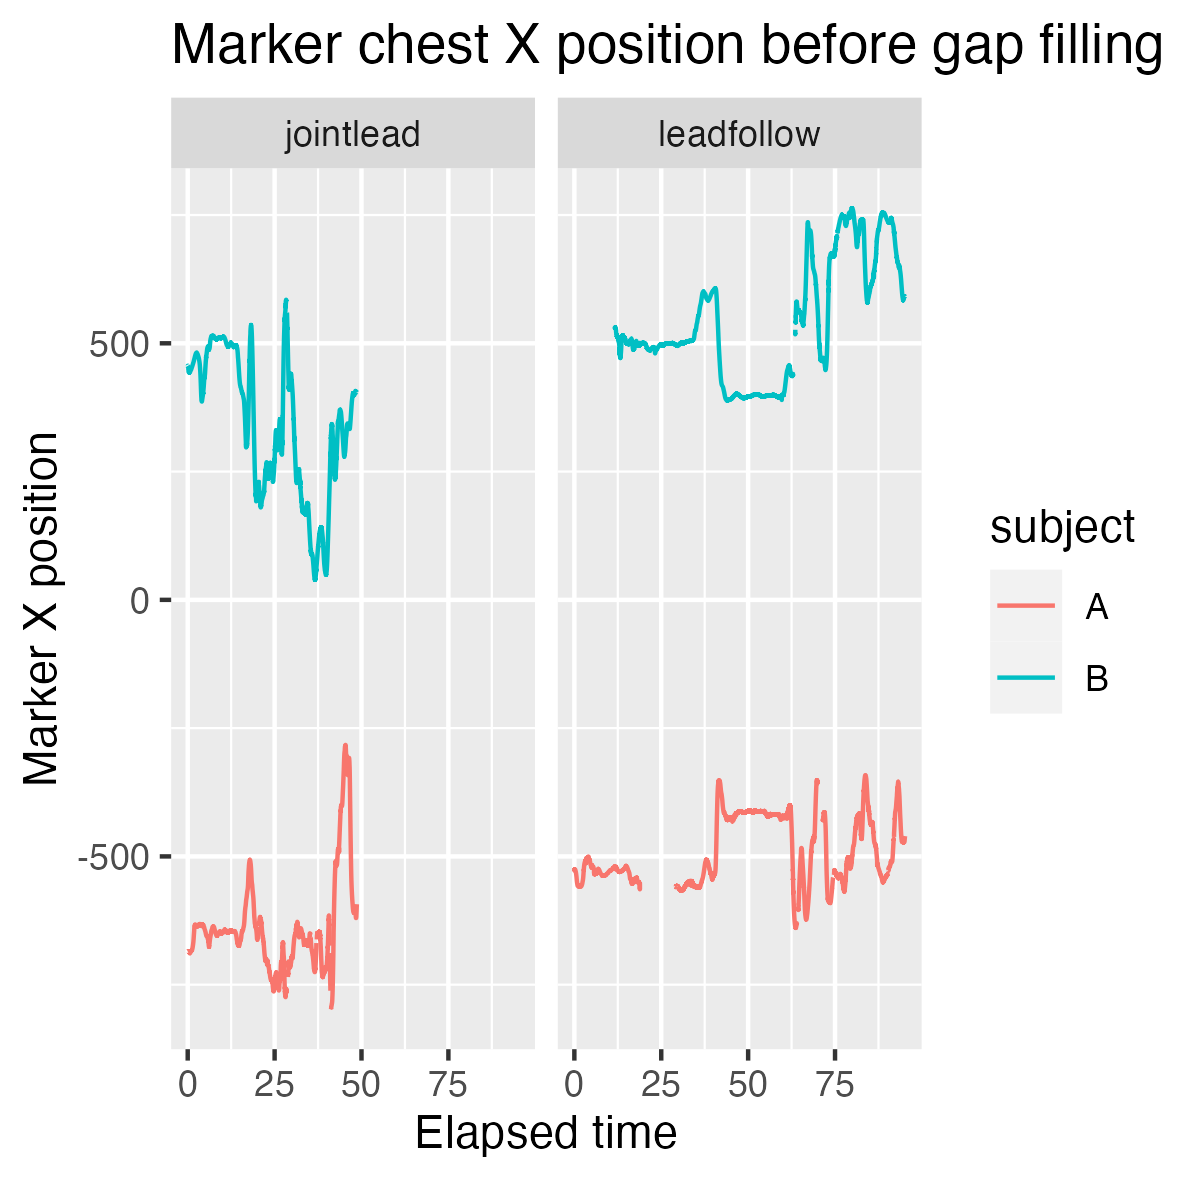 Marker chest X position before gap filling
jointlead
leadfollow
500
0
-500
Marker X position
0 25 50 75
0 25 50 75
Elapsed time
subject
A
B